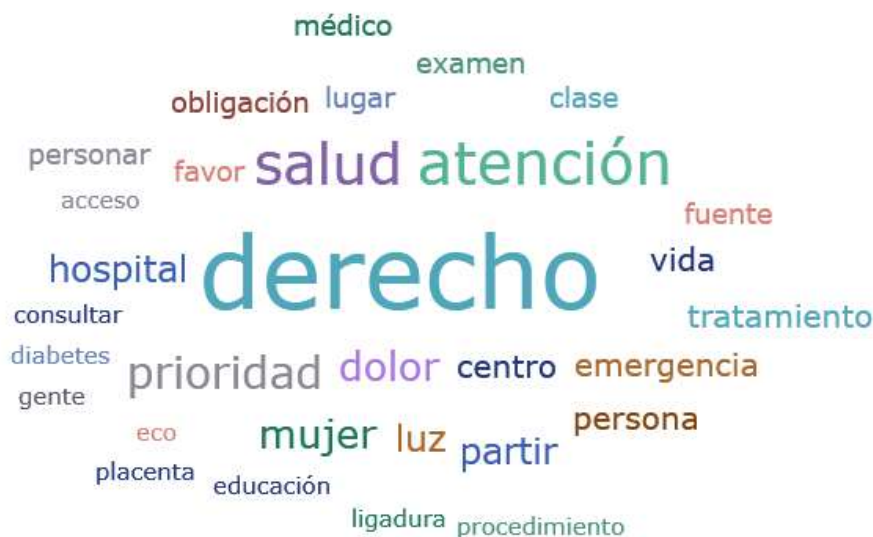 médico
examen
obligación lugar clase
personar favor salud atención
acceso
fuente
hospital derecho vida
consultar tratamiento
diabetes prioridad dolor centro emergencia
gente
eco mujer luz partir persona
placenta educación
ligadura procedimiento